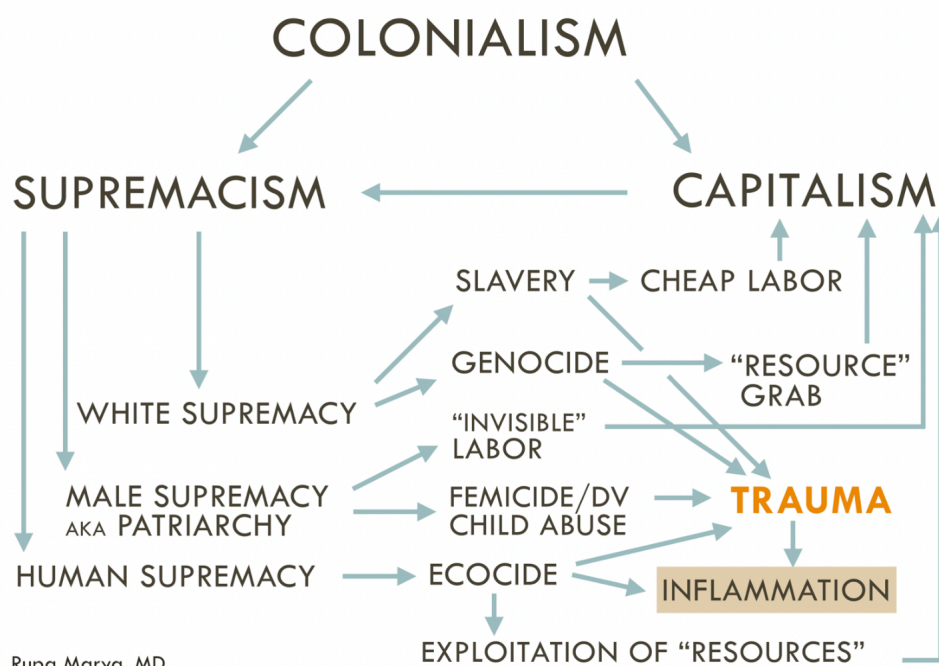 COLONIALISM
SUPREMACISM
CAPITALISM
SLAVERY
CHEAP LABOR
GENOCIDE
“RESOURCE”
GRAB
WHITE SUPREMACY
“INVISIBLE”
LABOR
MALE SUPREMACY
AKA PATRIARCHY
FEMICIDE/DV
CHILD ABUSE
TRAUMA
HUMAN SUPREMACY
ECOCIDE
INFLAMMATION
EXPLOITATION OF “RESOURCES”
Rupa Marya, MD